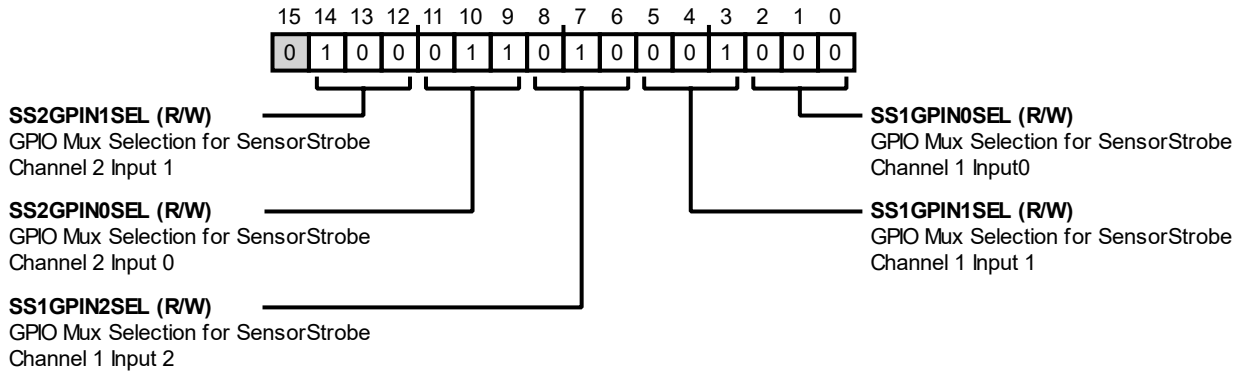 15 14 13 12 11 10 9 8 7 6 5 4 3 2 1 0
0 1 0 0 0 1 1 0 1 0 0 0 1 0 0 0
SS2GPIN1SEL (R/W)
GPIO Mux Selection for SensorStrobe
Channel 2 Input 1
SS2GPIN0SEL (R/W)
GPIO Mux Selection for SensorStrobe
Channel 2 Input 0
SS1GPIN2SEL (R/W)
GPIO Mux Selection for SensorStrobe
Channel 1 Input 2
SS1GPIN0SEL (R/W)
GPIO Mux Selection for SensorStrobe
Channel 1 Input0
SS1GPIN1SEL (R/W)
GPIO Mux Selection for SensorStrobe
Channel 1 Input 1